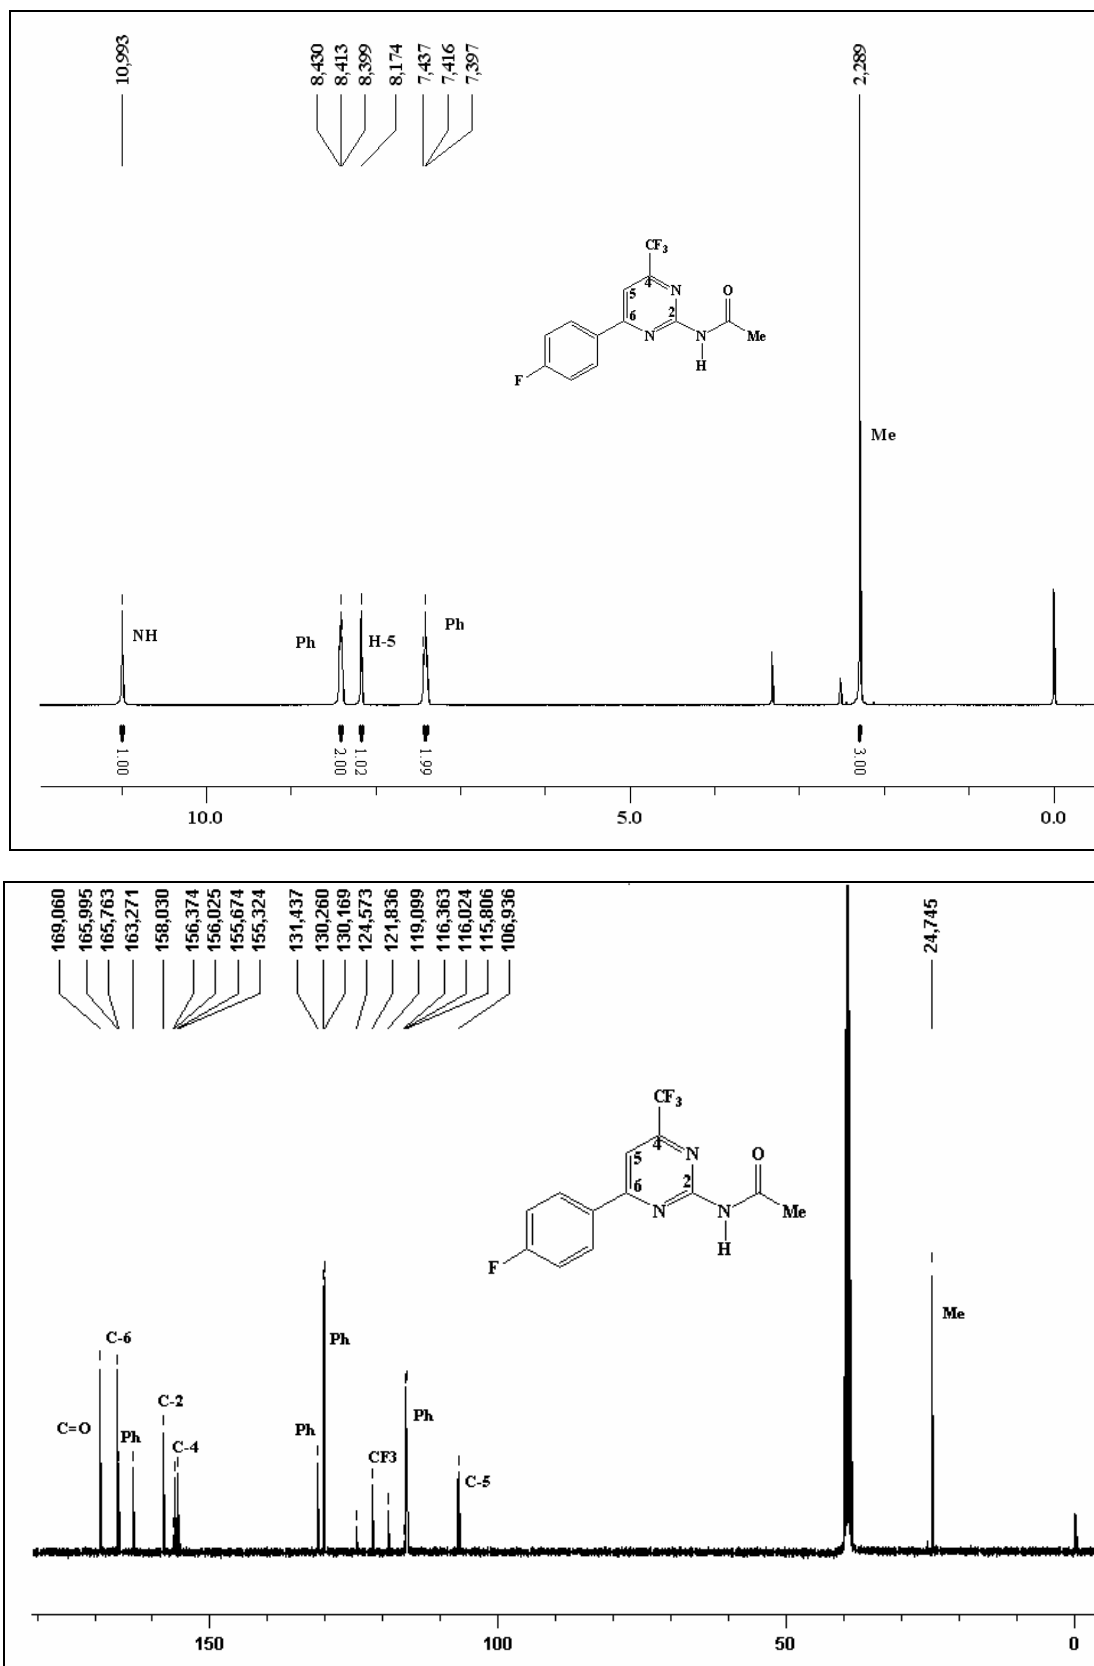 10,993
8,430
8,413
8,399
8,174
7,437
7,416
7,397
2,289
CF3
4
5
N
6
N
2
N
H
O
Me
F
Me
NH
Ph
H-5
Ph
1.00
2.00
1.02
1.99
3.00
10.0
5.0
0.0
169,060
165,995
165,763
163,271
158,030
156,374
156,025
155,674
155,324
131,437
130,260
130,169
124,573
121,836
119,099
116,363
116,024
115,806
106,936
24,745
CF3
4
5
N
6
N
2
N
H
O
Me
F
C=O
C-6
Ph
C-2
C-4
Ph
Ph
CF3
Ph
C-5
Me
150
100
50
0